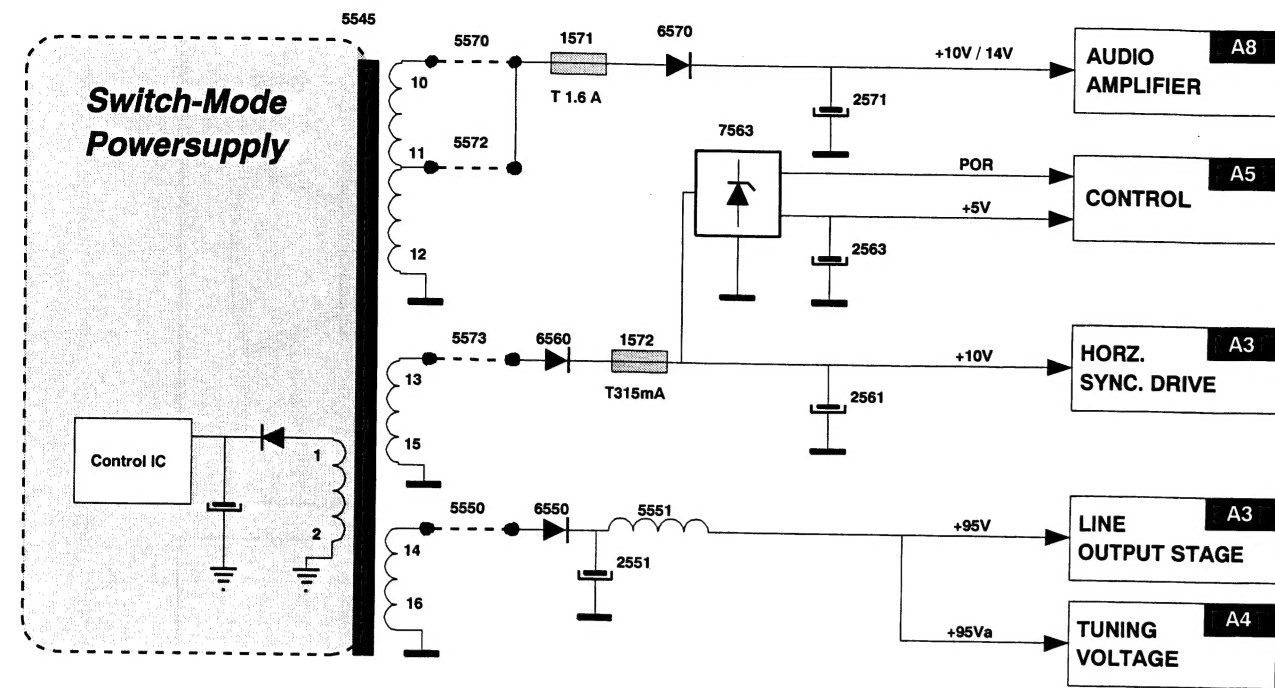 5545
Switch-Mode
Powersupply
5570
1571
6570
+10V / 14V
A8
AUDIO
AMPLIFIER
10
T 1.6 A
2571
5572
7563
11
POR
A5
CONTROL
+5V
12
2563
5573
6560
1572
+10V
A3
HORZ.
SYNC. DRIVE
13
T315mA
2561
15
Control IC
1
2
5550
6550
5551
+95V
A3
LINE
OUTPUT STAGE
14
2551
16
+95Va
A4
TUNING
VOLTAGE